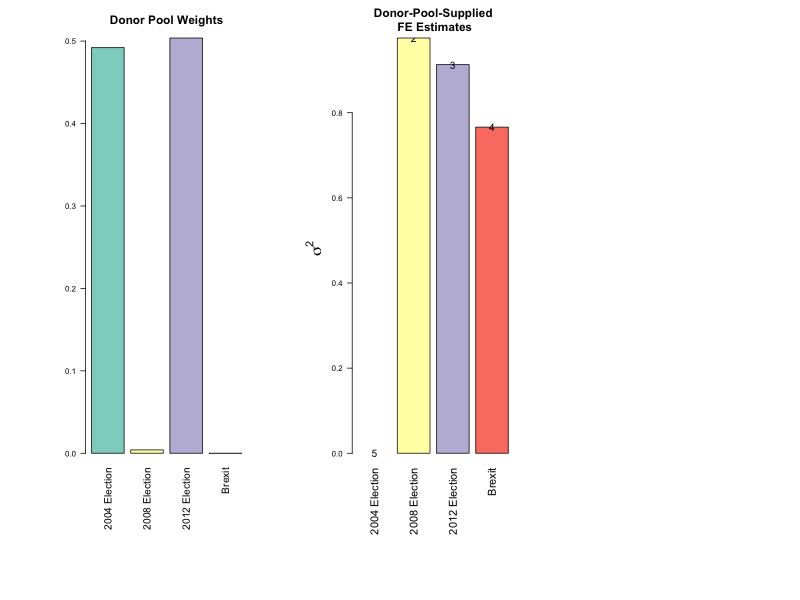 Donor Pool Weights
0.5
0.4
0.3
0.2
0.1
0.0
2004 Election
2008 Election
2012 Election
Brexit
Donor-Pool-Supplied
FE Estimates
σ²
0.8
0.6
0.4
0.2
0.0
5
2
3
4
2004 Election
2008 Election
2012 Election
Brexit